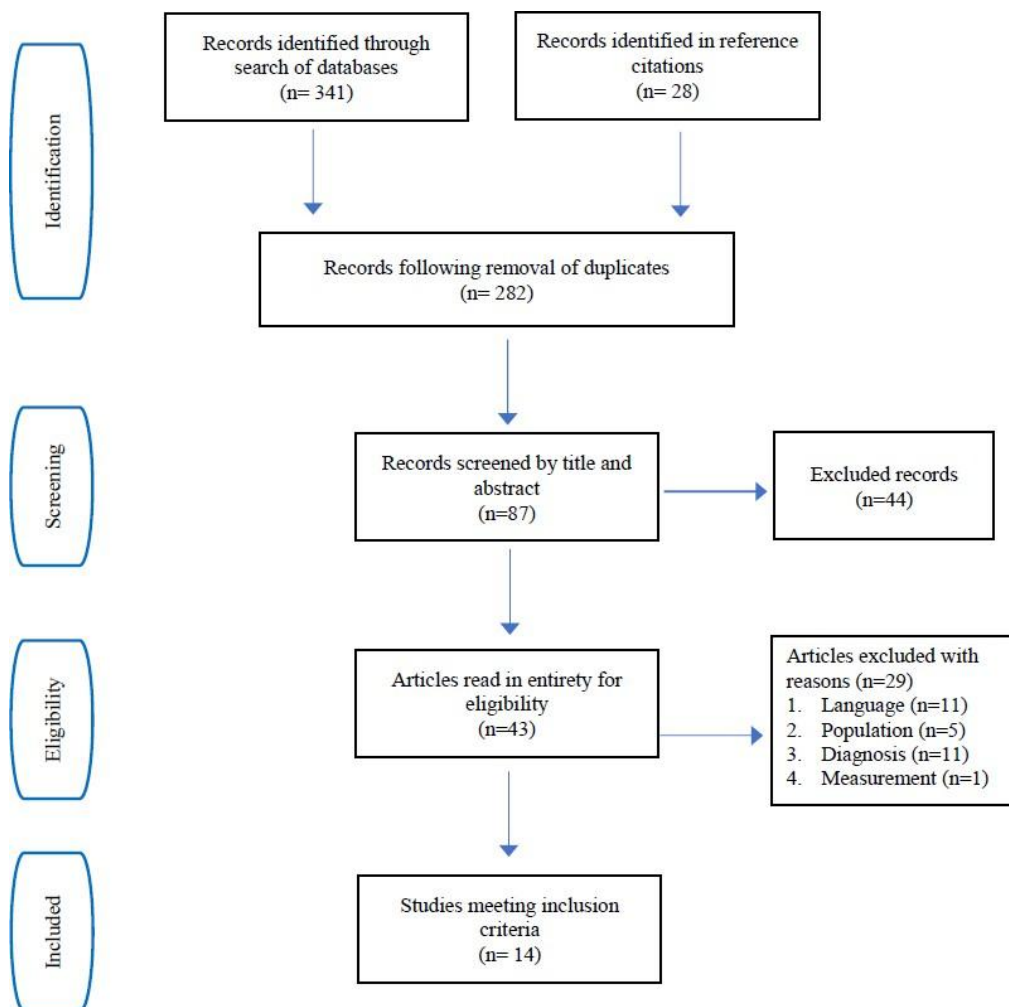 Identification
Records identified through
search of databases
(n= 341)
Records identified in reference
citations
(n= 28)
Records following removal of duplicates
(n= 282)
Screening
Records screened by title and
abstract
(n=87)
Excluded records
(n=44)
Eligibility
Articles read in entirety for
eligibility
(n=43)
Articles excluded with
reasons (n=29)
1. Language (n=11)
2. Population (n=5)
3. Diagnosis (n=11)
4. Measurement (n=1)
Included
Studies meeting inclusion
criteria
(n= 14)